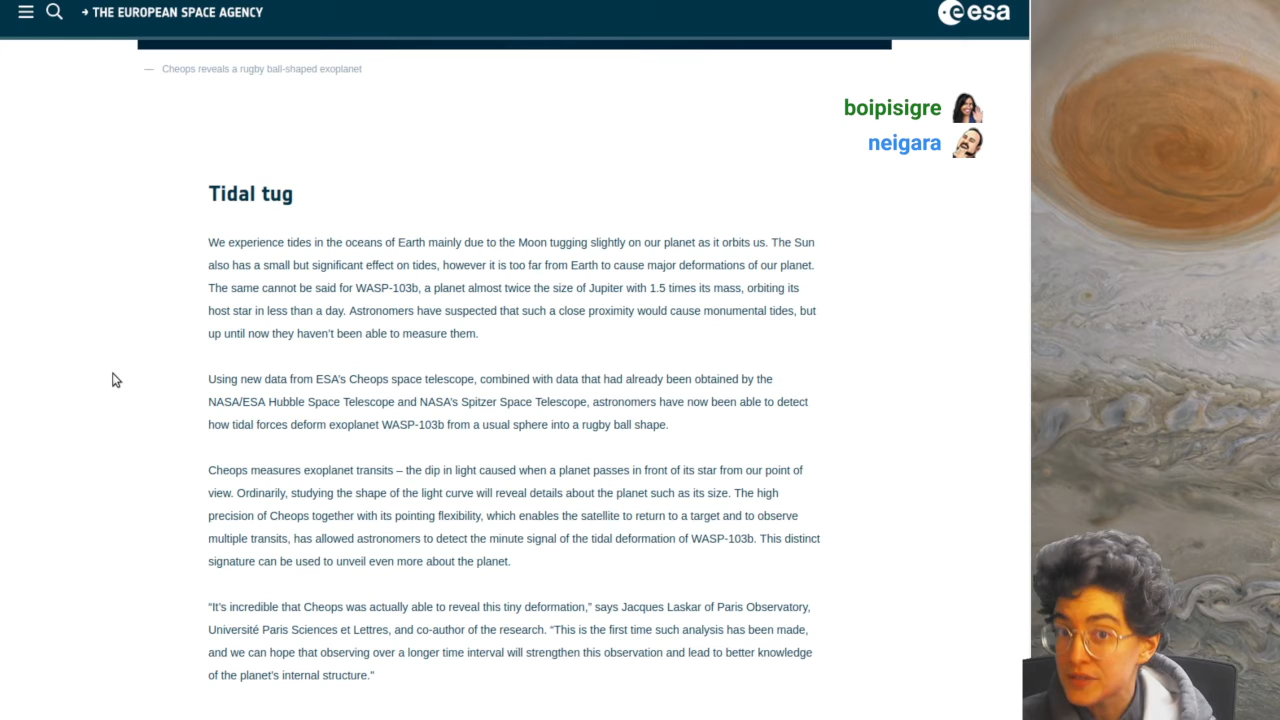 → THE EUROPEAN SPACE AGENCY
esa
— Cheops reveals a rugby ball-shaped exoplanet
boipisigre
neigara
Tidal tug
We experience tides in the oceans of Earth mainly due to the Moon tugging slightly on our planet as it orbits us. The Sun
also has a small but significant effect on tides, however it is too far from Earth to cause major deformations of our planet.
The same cannot be said for WASP-103b, a planet almost twice the size of Jupiter with 1.5 times its mass, orbiting its
host star in less than a day. Astronomers have suspected that such a close proximity would cause monumental tides, but
up until now they haven’t been able to measure them.
Using new data from ESA’s Cheops space telescope, combined with data that had already been obtained by the
NASA/ESA Hubble Space Telescope and NASA’s Spitzer Space Telescope, astronomers have now been able to detect
how tidal forces deform exoplanet WASP-103b from a usual sphere into a rugby ball shape.
Cheops measures exoplanet transits – the dip in light caused when a planet passes in front of its star from our point of
view. Ordinarily, studying the shape of the light curve will reveal details about the planet such as its size. The high
precision of Cheops together with its pointing flexibility, which enables the satellite to return to a target and to observe
multiple transits, has allowed astronomers to detect the minute signal of the tidal deformation of WASP-103b. This distinct
signature can be used to unveil even more about the planet.
“It’s incredible that Cheops was actually able to reveal this tiny deformation,” says Jacques Laskar of Paris Observatory,
Université Paris Sciences et Lettres, and co-author of the research. “This is the first time such analysis has been made,
and we can hope that observing over a longer time interval will strengthen this observation and lead to better knowledge
of the planet’s internal structure.”